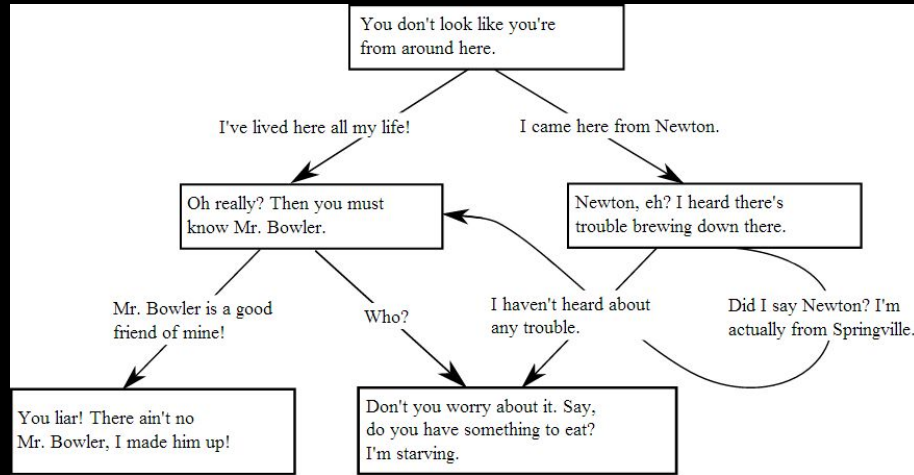 You don't look like you're
from around here.
I've lived here all my life!
I came here from Newton.
Oh really? Then you must
know Mr. Bowler.
Newton, eh? I heard there's
trouble brewing down there.
Mr. Bowler is a good
friend of mine!
Who?
I haven't heard about
any trouble.
Did I say Newton? I'm
actually from Springville.
You liar! There ain't no
Mr. Bowler, I made him up!
Don't you worry about it. Say,
do you have something to eat?
I'm starving.